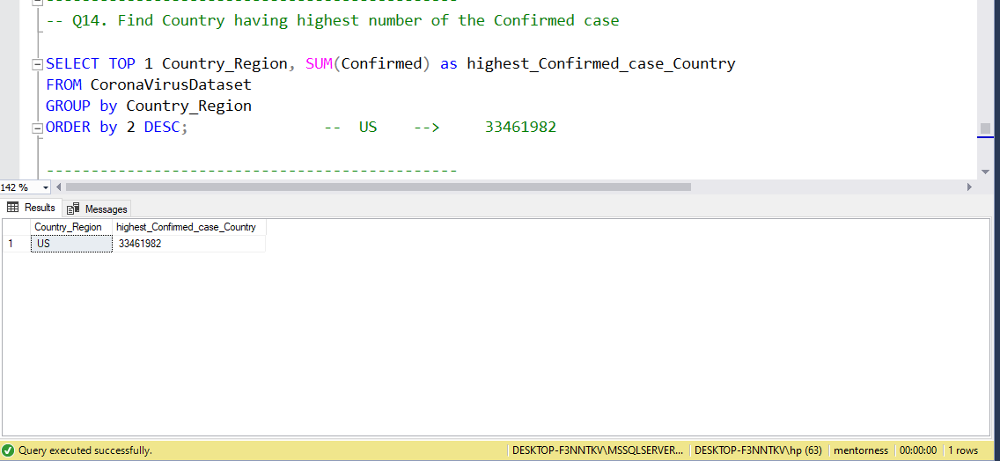 ---------------------------------------------
-- Q14. Find Country having highest number of the Confirmed case
SELECT TOP 1 Country_Region, SUM(Confirmed) as highest_Confirmed_case_Country
FROM CoronaVirusDataset
GROUP by Country_Region
ORDER by 2 DESC; -- US --> 33461982
---------------------------------------------
142 %
Results Messages
Country_Region highest_Confirmed_case_Country
1 US 33461982
Query executed successfully. DESKTOP-F3NNTKV\MSSQLSERVER... DESKTOP-F3NNTKV\hp (63) mentorness 00:00:00 1 rows